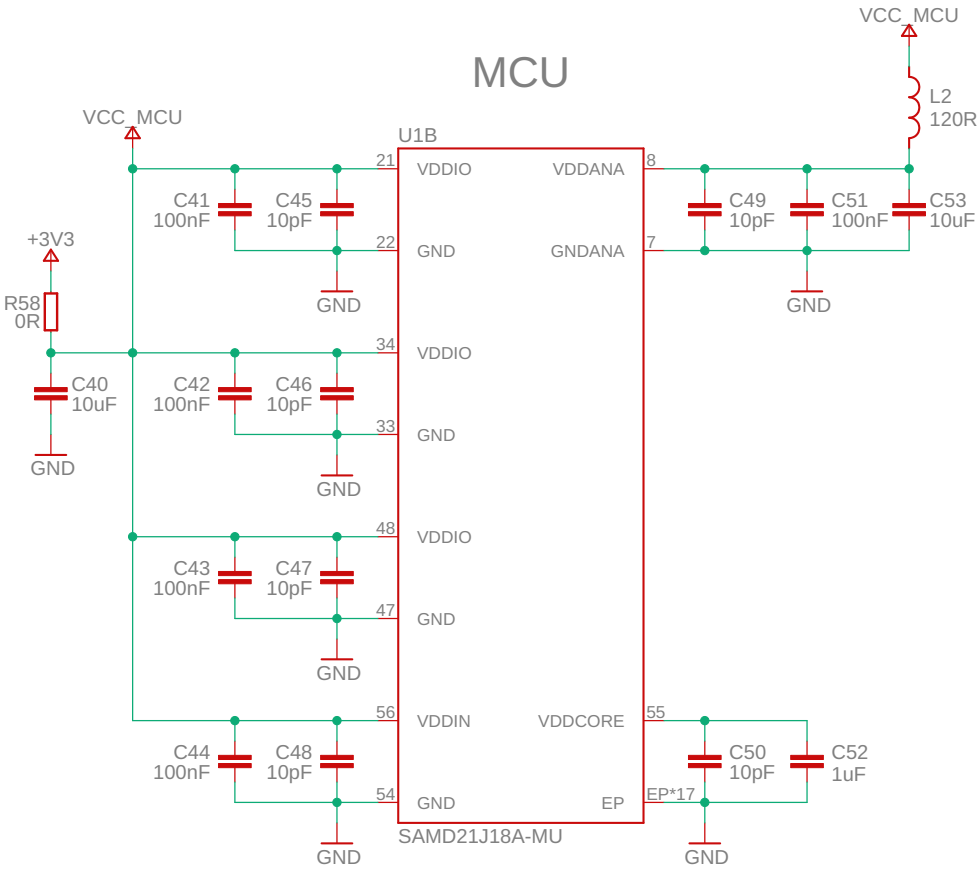 VCC_MCU
MCU
L2
120R
VCC_MCU
U1B
21 VDDIO
VDDANA 8
C41
100nF
C45
10pF
C49
10pF
C51
100nF
C53
10uF
22 GND
GNDANA 7
+3V3
GND
GND
R58
0R
34 VDDIO
C40
10uF
C42
100nF
C46
10pF
33 GND
GND
GND
48 VDDIO
C43
100nF
C47
10pF
47 GND
GND
56 VDDIN
VDDCORE 55
C44
100nF
C48
10pF
C50
10pF
C52
1uF
54 GND
EP EP*17
SAMD21J18A-MU
GND
GND